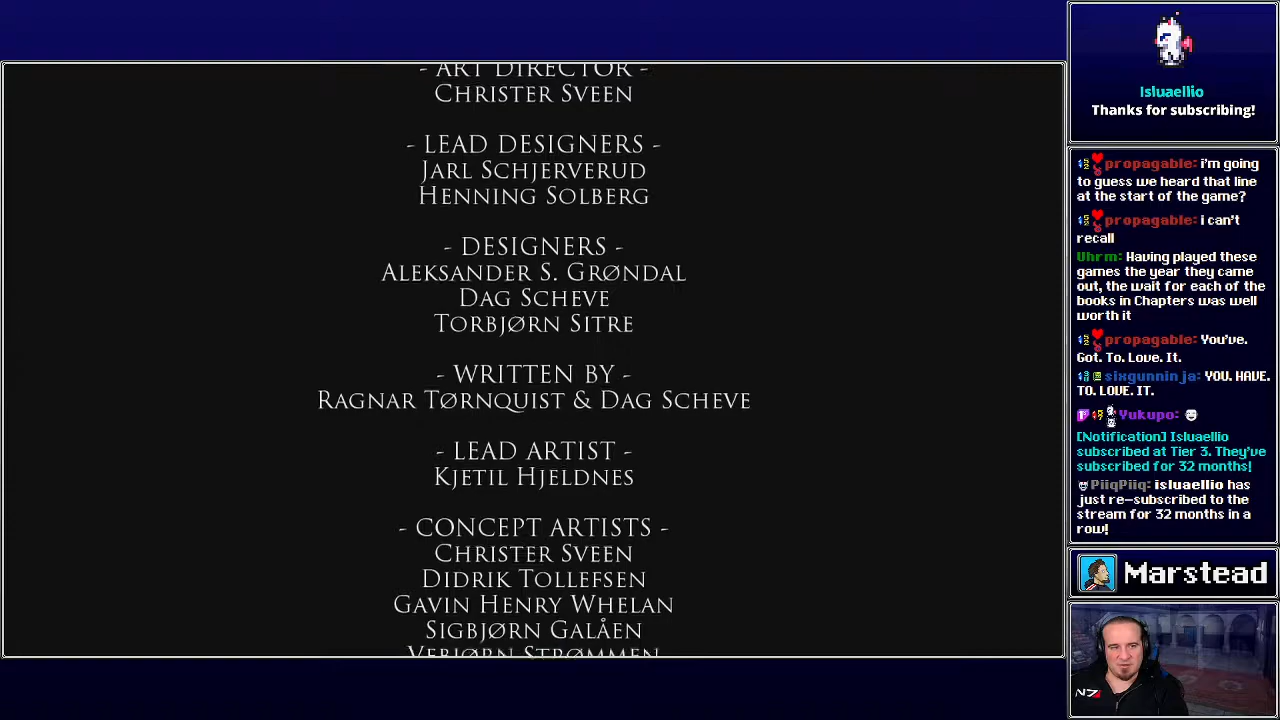 - ART DIRECTOR -
CHRISTER SVEEN
- LEAD DESIGNERS -
JARL SCHJERVERUD
HENNING SOLBERG
- DESIGNERS -
ALEKSANDER S. GRØNDAL
DAG SCHEVE
TORBJØRN SITRE
- WRITTEN BY -
RAGNAR TØRNQUIST & DAG SCHEVE
- LEAD ARTIST -
KJETIL HJELDNES
- CONCEPT ARTISTS -
CHRISTER SVEEN
DIDRIK TOLLEFSEN
GAVIN HENRY WHELAN
SIGBJØRN GALÅEN
VEBJØRN STRØMMEN
Isluaellio
Thanks for subscribing!
propagable: i'm going
to guess we heard that line
at the start of the game?
propagable: i can't
recall
Uhrm: Having played these
games the year they came
out, the wait for each of the
books in Chapters was well
worth it
propagable: You've.
Got. To. Love. It.
sixgunninja: YOU. HAVE.
TO. LOVE. IT.
Yukupo:
[Notification] Isluaellio
subscribed at Tier 3. They've
subscribed for 32 months!
PiiqPiiq: isluaellio has
just re-subscribed to the
stream for 32 months in a
row!
Marstead
N7